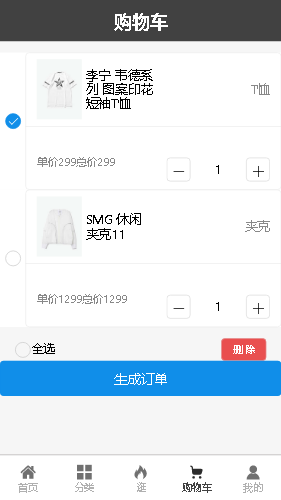 购物车
李宁 韦德系
列 图案印花
短袖T恤
T恤
单价299总价299
1
SMG 休闲
夹克11
夹克
单价1299总价1299
1
全选
删除
生成订单
首页 分类 逛 购物车 我的